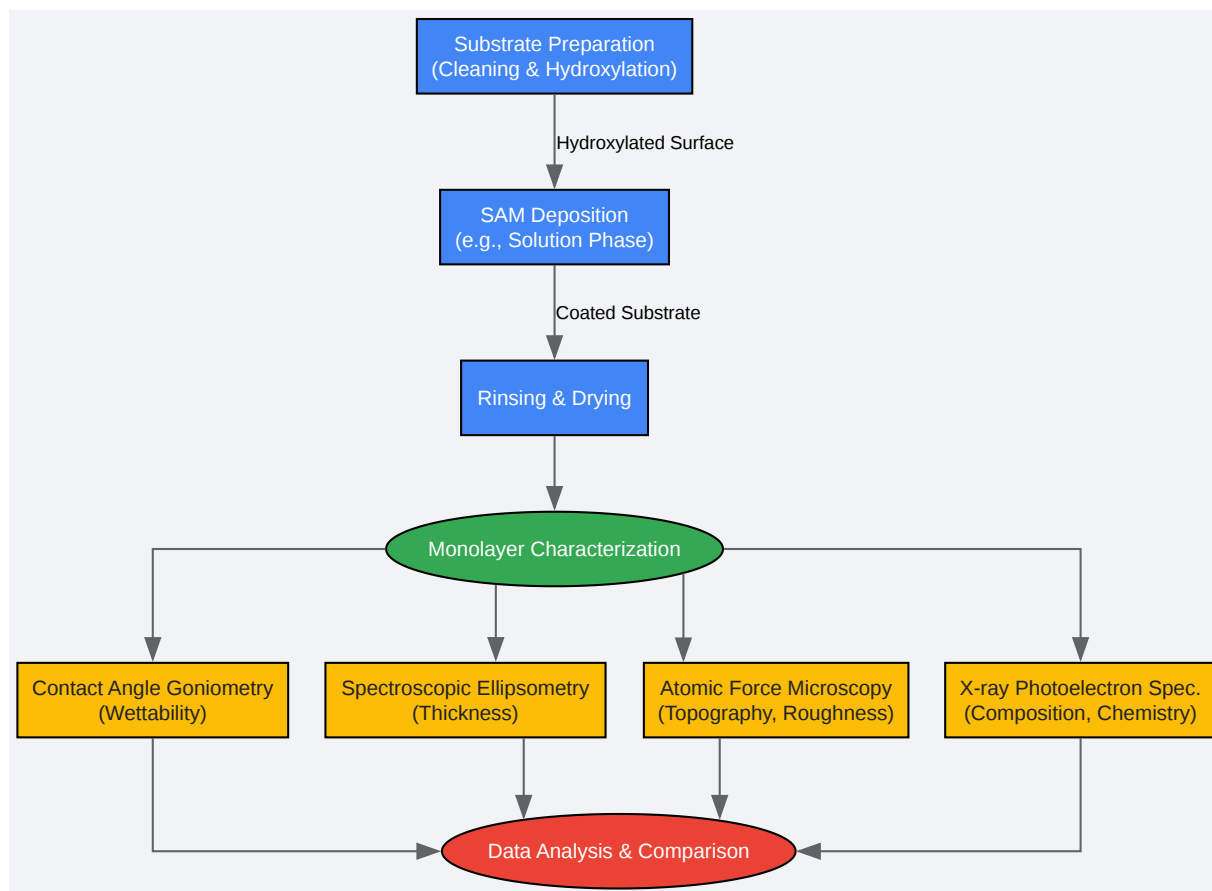 Substrate Preparation
(Cleaning & Hydroxylation)
Hydroxylated Surface
SAM Deposition
(e.g., Solution Phase)
Coated Substrate
Rinsing & Drying
Monolayer Characterization
Contact Angle Goniometry
(Wettability)
Spectroscopic Ellipsometry
(Thickness)
Atomic Force Microscopy
(Topography, Roughness)
X-ray Photoelectron Spec.
(Composition, Chemistry)
Data Analysis & Comparison